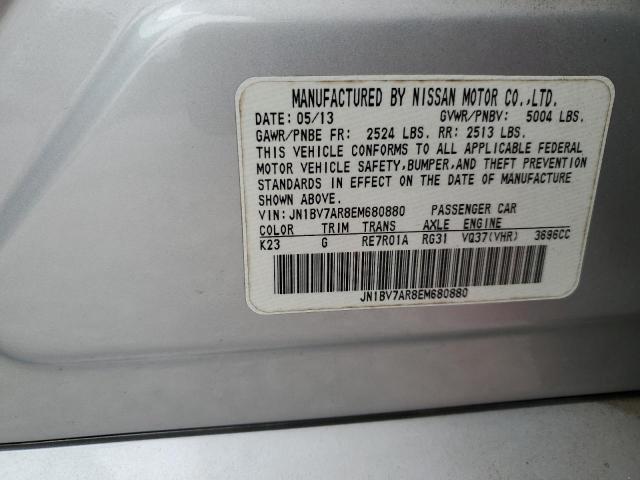 MANUFACTURED BY NISSAN MOTOR CO.,LTD.
DATE: 05/13 GVWR/PNBV: 5004 LBS.
GAWR/PNBE FR: 2524 LBS. RR: 2513 LBS.
THIS VEHICLE CONFORMS TO ALL APPLICABLE FEDERAL
MOTOR VEHICLE SAFETY,BUMPER,AND THEFT PREVENTION
STANDARDS IN EFFECT ON THE DATE OF MANUFACTURE
SHOWN ABOVE.
VIN:JN1BV7AR8EM680880 PASSENGER CAR
COLOR TRIM TRANS AXLE ENGINE
K23 G RE7R01A RG31 VQ37(VHR) 3696CC
JN1BV7AR8EM680880